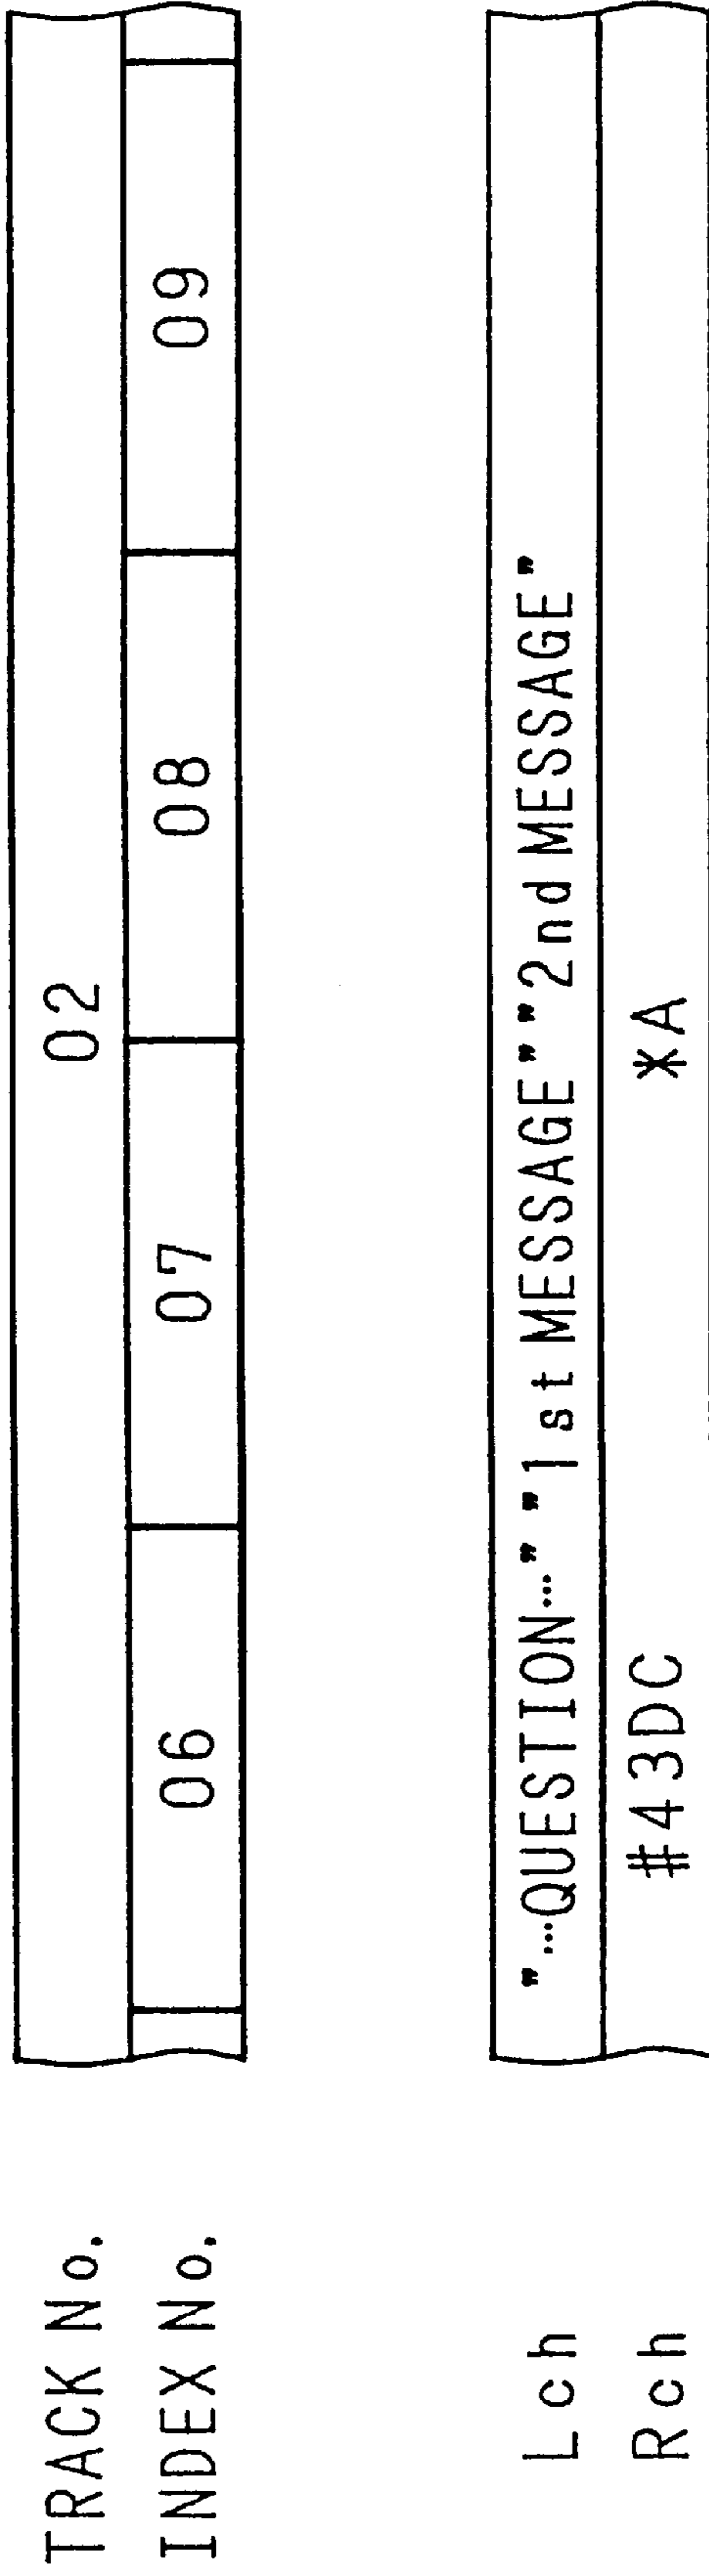 TRACK No. 02
INDEX No. 06 07 08 09
Lch "…QUESTION…" "1st MESSAGE" "2nd MESSAGE"
Rch #43DC *A